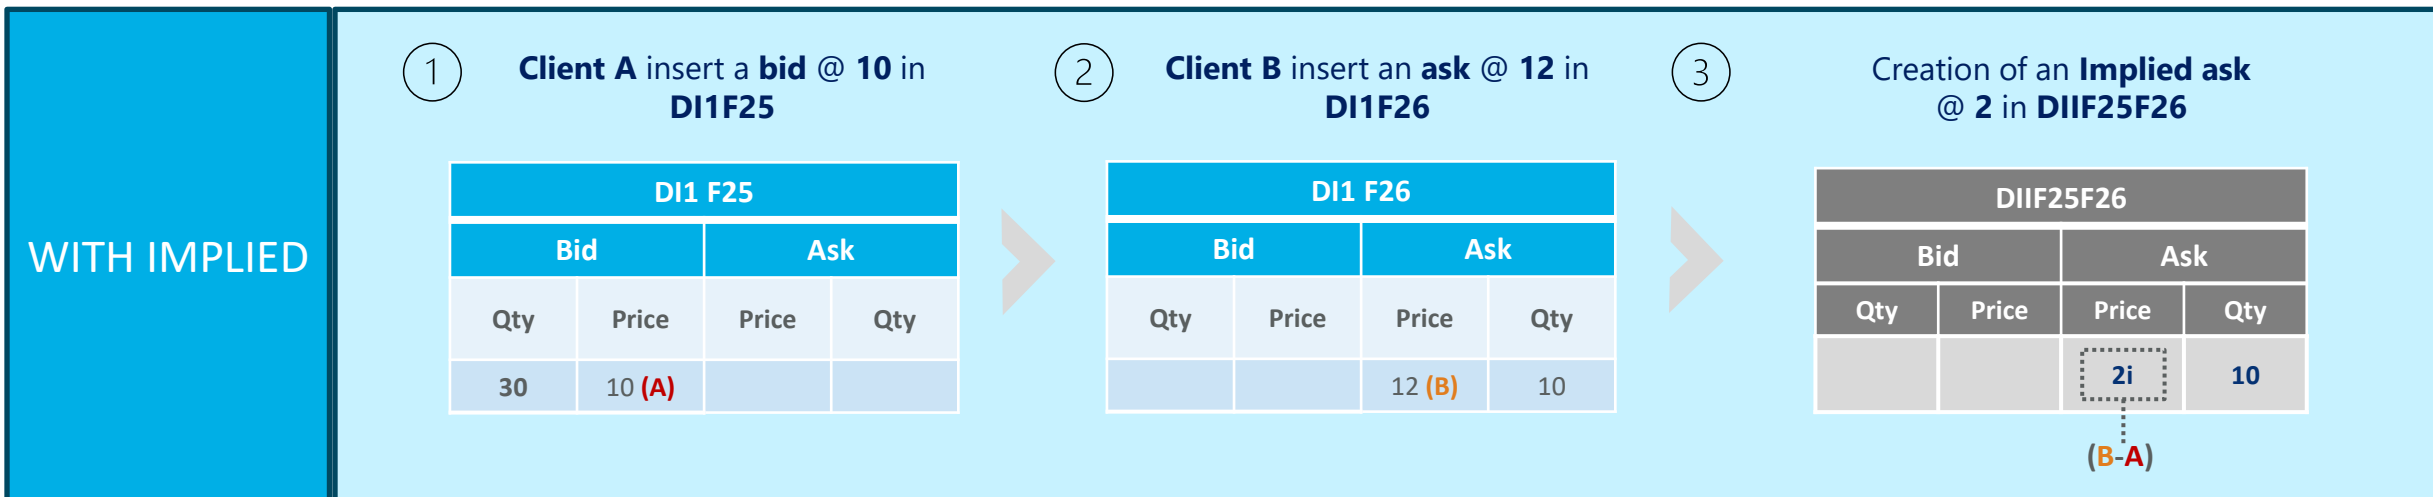 WITH IMPLIED
1
Client A insert a bid @ 10 in
DI1F25
DI1 F25
Bid Ask
Qty Price Price Qty
30 10 (A)
2
Client B insert an ask @ 12 in
DI1F26
DI1 F26
Bid Ask
Qty Price Price Qty
12 (B) 10
3
Creation of an Implied ask
@ 2 in DIIF25F26
DIIF25F26
Bid Ask
Qty Price Price Qty
2i 10
(B-A)